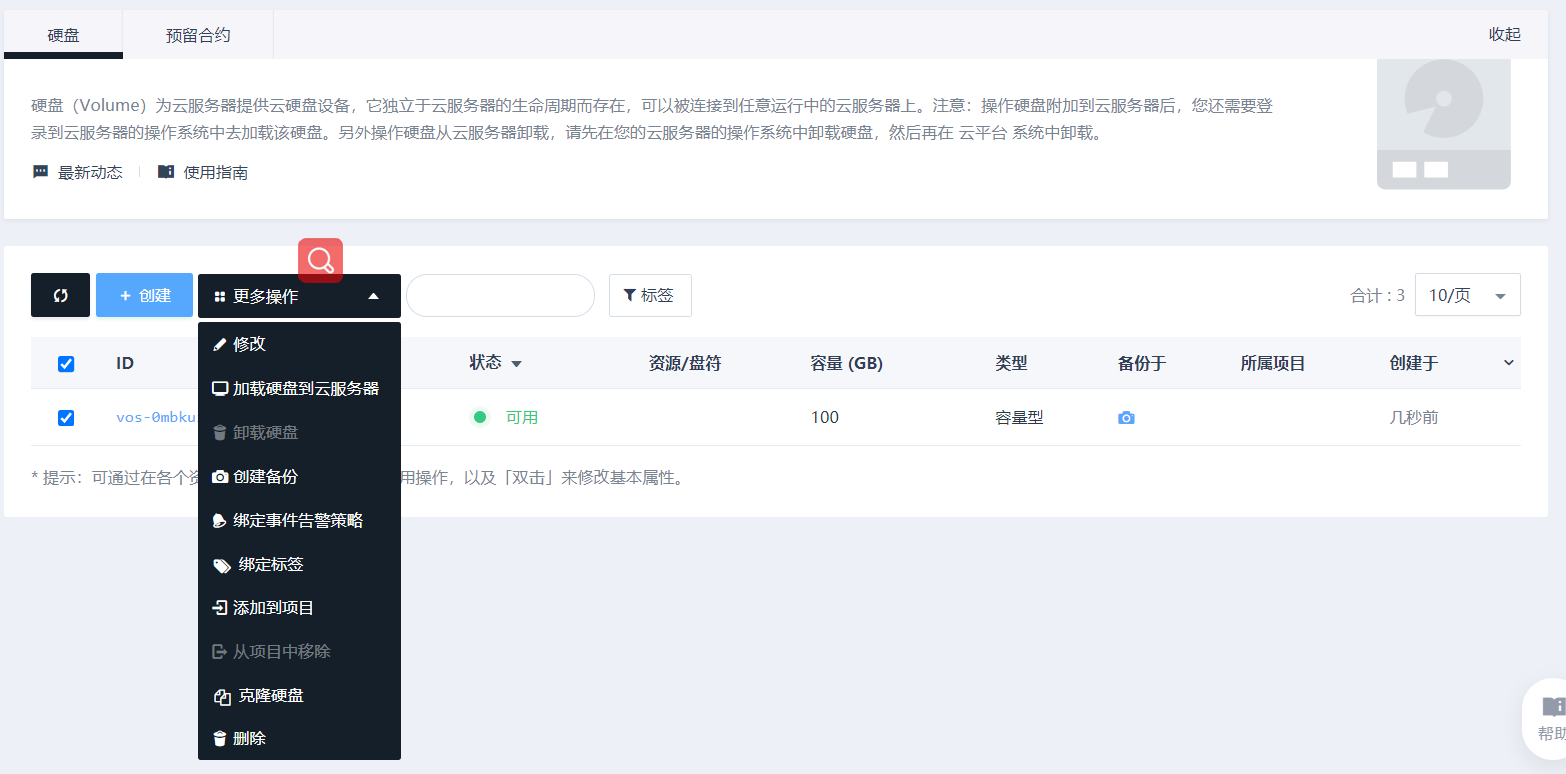 硬盘
预留合约
收起
硬盘（Volume）为云服务器提供云硬盘设备，它独立于云服务器的生命周期而存在，可以被连接到任意运行中的云服务器上。注意：操作硬盘附加到云服务器后，您还需要登
录到云服务器的操作系统中去加载该硬盘。另外操作硬盘从云服务器卸载，请先在您的云服务器的操作系统中卸载硬盘，然后再在 云平台 系统中卸载。
最新动态
使用指南
+ 创建
更多操作
标签
合计：3
10/页
修改
加载硬盘到云服务器
卸载硬盘
创建备份
绑定事件告警策略
绑定标签
添加到项目
从项目中移除
克隆硬盘
删除
ID
状态
资源/盘符
容量 (GB)
类型
备份于
所属项目
创建于
vos-0mbku
可用
100
容量型
几秒前
* 提示：可通过在各个
用操作，以及「双击」来修改基本属性。
帮助